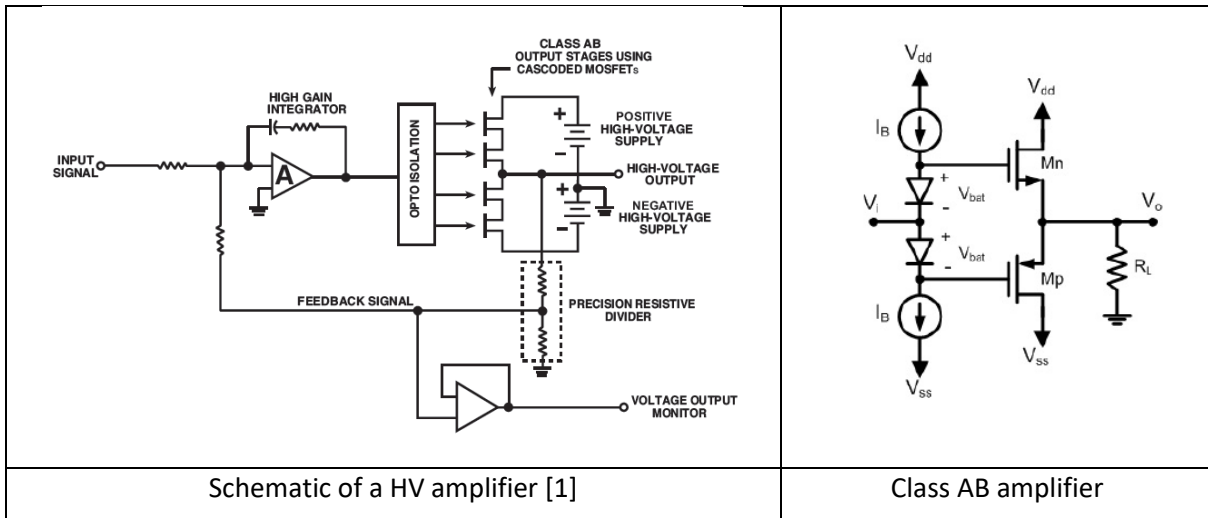 CLASS AB
OUTPUT STAGES USING
CASCODED MOSFETs
HIGH GAIN
INTEGRATOR
INPUT
SIGNAL
A
OPTO ISOLATION
+
POSITIVE
HIGH-VOLTAGE
SUPPLY
-
HIGH-VOLTAGE
OUTPUT
+
NEGATIVE
HIGH-VOLTAGE
SUPPLY
-
FEEDBACK SIGNAL
PRECISION RESISTIVE
DIVIDER
VOLTAGE OUTPUT
MONITOR
Schematic of a HV amplifier [1]
Vdd
Vdd
IB
Mn
+
Vbat
-
Vi
Vo
+
Vbat
-
Mp
RL
IB
Vss
Vss
Class AB amplifier